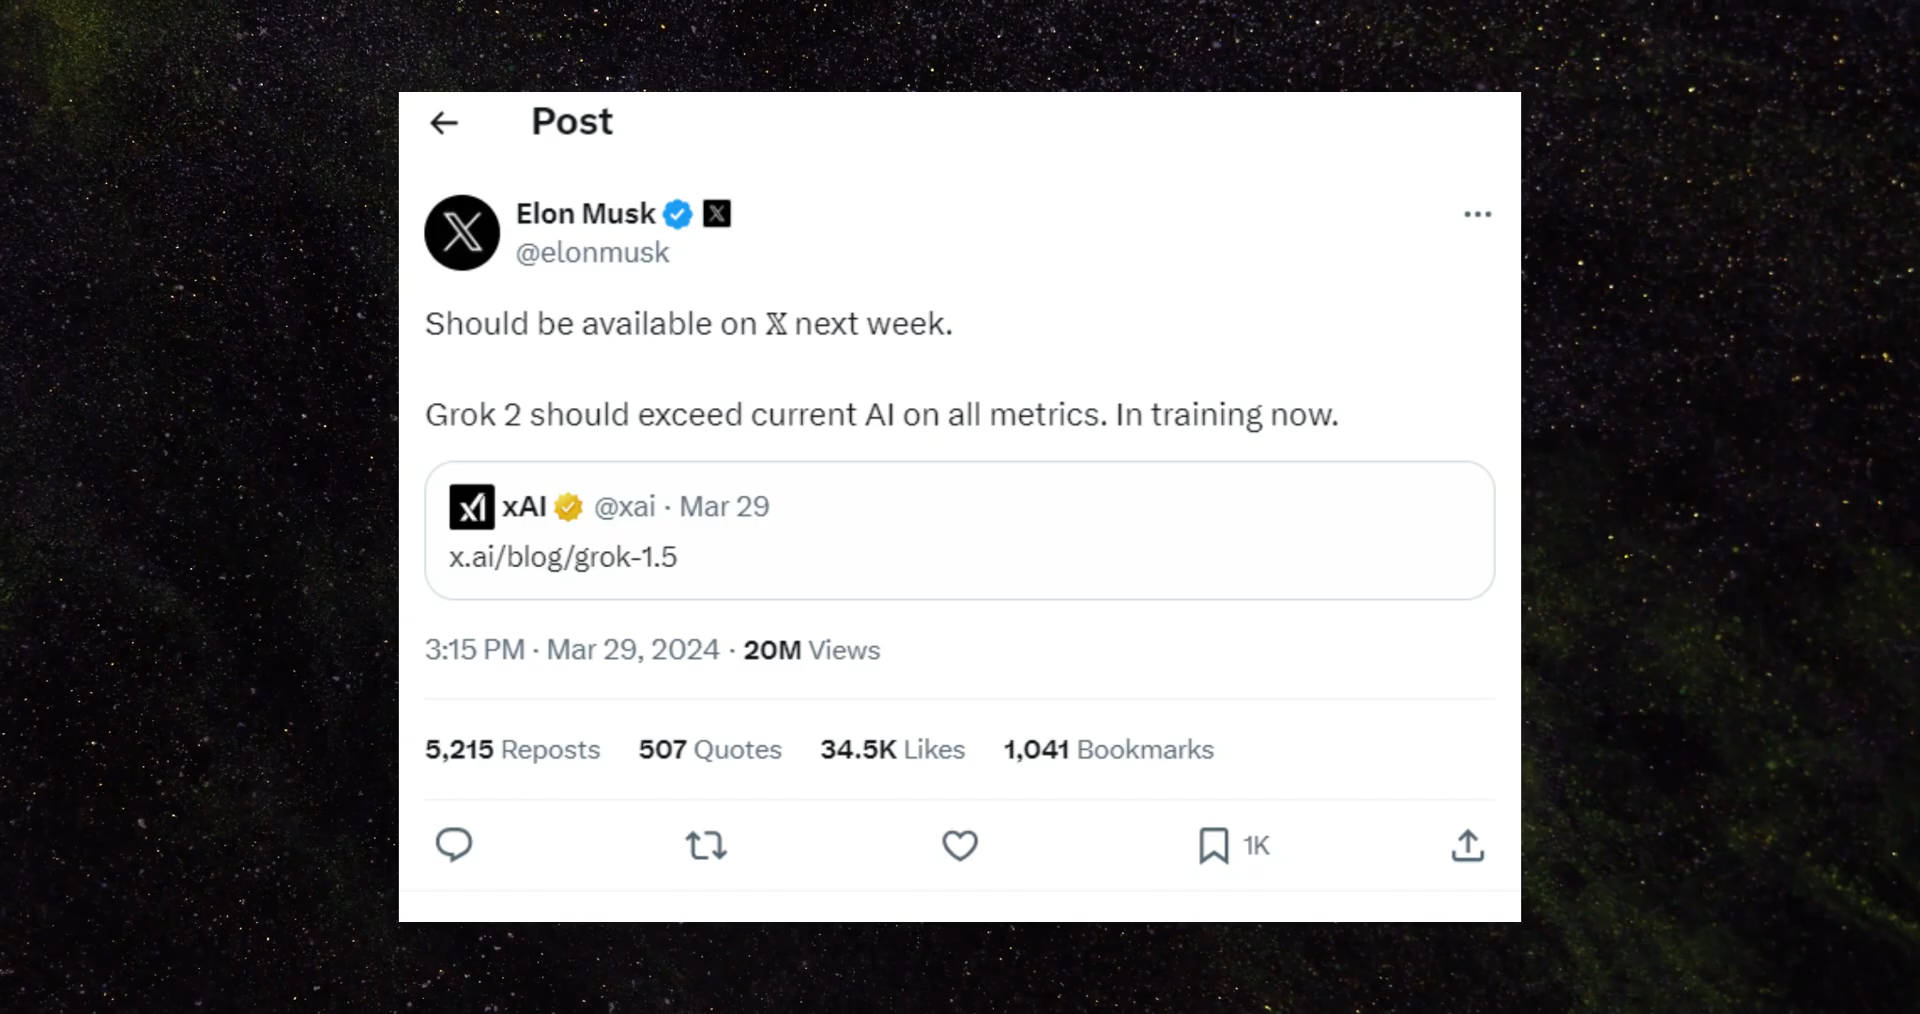 Post
Elon Musk
@elonmusk
Should be available on 𝕏 next week.
Grok 2 should exceed current AI on all metrics. In training now.
xAI @xai · Mar 29
x.ai/blog/grok-1.5
3:15 PM · Mar 29, 2024 · 20M Views
5,215 Reposts 507 Quotes 34.5K Likes 1,041 Bookmarks
1K